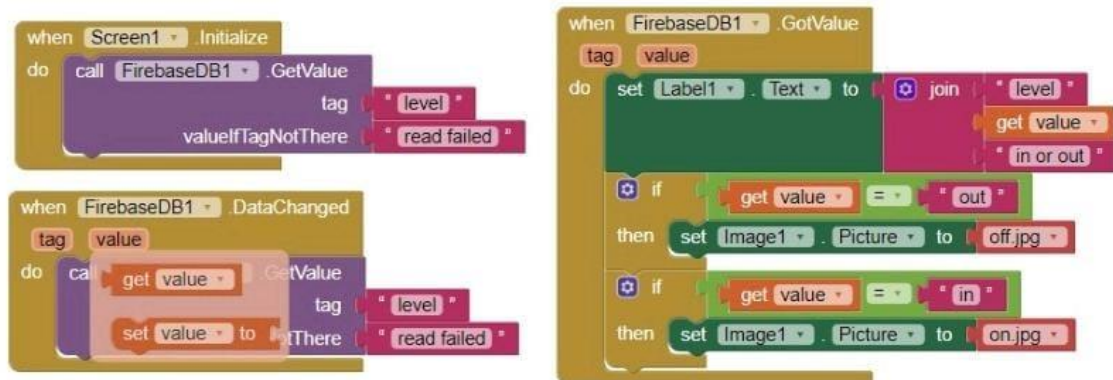 when Screen1 .Initialize
do call FirebaseDB1 .GetValue
tag "level"
valueIfTagNotThere "read failed"
when FirebaseDB1 .DataChanged
tag value
do .GetValue
get value
tag "level"
set value to
"read failed"
when FirebaseDB1 .GotValue
tag value
do set Label1 . Text to join "level"
get value
"in or out"
if get value = "out"
then set Image1 . Picture to off.jpg
if get value = "in"
then set Image1 . Picture to on.jpg